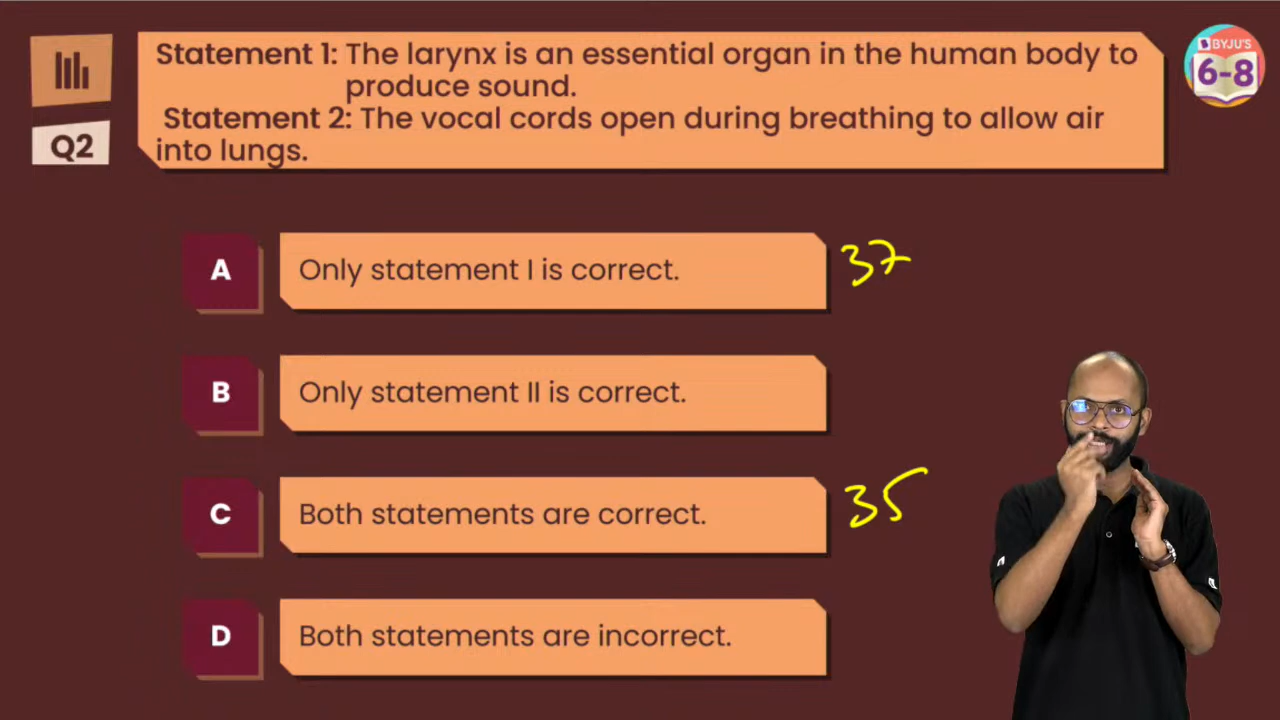 Statement 1: The larynx is an essential organ in the human body to
produce sound.
Statement 2: The vocal cords open during breathing to allow air
into lungs.
BYJU'S
6-8
Q2
A
Only statement I is correct.
37
B
Only statement II is correct.
C
Both statements are correct.
35
D
Both statements are incorrect.